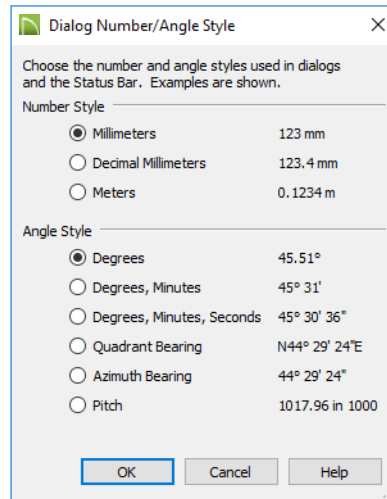 Dialog Number/Angle Style
Choose the number and angle styles used in dialogs
and the Status Bar. Examples are shown.
Number Style
Millimeters 123 mm
Decimal Millimeters 123.4 mm
Meters 0.1234 m
Angle Style
Degrees 45.51°
Degrees, Minutes 45° 31'
Degrees, Minutes, Seconds 45° 30' 36"
Quadrant Bearing N44° 29' 24"E
Azimuth Bearing 44° 29' 24"
Pitch 1017.96 in 1000
OK Cancel Help